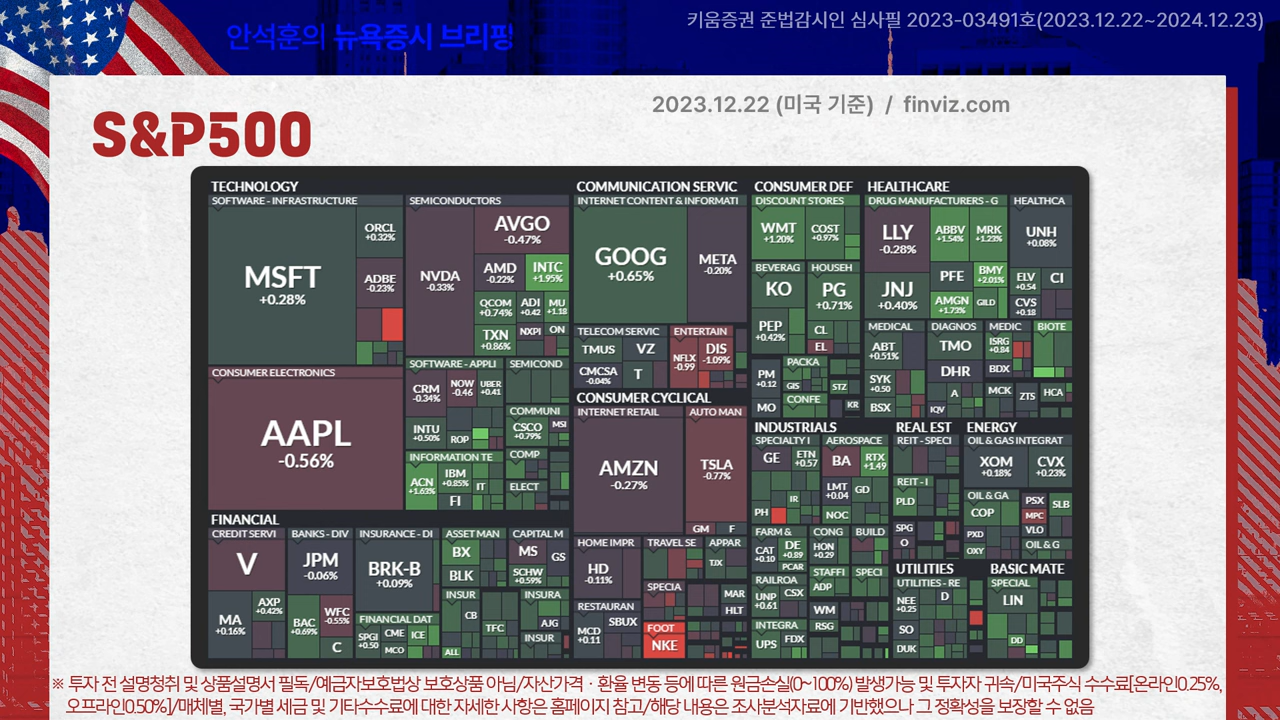 안석훈의 뉴욕증시 브리핑
키움증권 준법감시인 심사필 2023-03491호(2023.12.22~2024.12.23)
S&P500
2023.12.22 (미국 기준) / finviz.com
TECHNOLOGY
SOFTWARE - INFRASTRUCTURE
MSFT
+0.28%
ORCL
+0.32%
ADBE
-0.23%
SEMICONDUCTORS
NVDA
-0.33%
AVGO
-0.47%
AMD
-0.22%
INTC
+1.95%
QCOM
+0.74%
ADI
+0.42
MU
+1.18
TXN
+0.86%
NXPI
ON
CONSUMER ELECTRONICS
AAPL
-0.56%
SOFTWARE - APPLI
CRM
-0.34%
NOW
-0.46
UBER
+0.41
INTU
+0.50%
ROP
SEMICOND
COMMUNI
CSCO
+0.79%
MSI
INFORMATION TE
ACN
+1.63%
IBM
+0.85%
IT
FI
COMP
ELECT
COMMUNICATION SERVIC
INTERNET CONTENT & INFORMATI
GOOG
+0.65%
META
-0.20%
TELECOM SERVIC
TMUS
VZ
CMCSA
-0.04%
T
ENTERTAIN
NFLX
-0.99
DIS
-1.09%
CONSUMER CYCLICAL
INTERNET RETAIL
AMZN
-0.27%
AUTO MAN
TSLA
-0.77%
GM
F
HOME IMPR
HD
-0.11%
TRAVEL SE
APPAR
TJX
SPECIA
MAR
HLT
RESTAURAN
MCD
+0.11
SBUX
FOOT
NKE
CONSUMER DEF
DISCOUNT STORES
WMT
+1.20%
COST
+0.97%
BEVERAG
KO
PEP
+0.42%
HOUSEH
PG
+0.71%
CL
EL
PM
+0.12
MO
PACKA
GIS
STZ
CONFE
KR
HEALTHCARE
DRUG MANUFACTURERS - G
LLY
-0.28%
ABBV
+1.54%
MRK
+1.23%
PFE
BMY
+2.01%
JNJ
+0.40%
AMGN
+1.72%
GILD
HEALTHCA
UNH
+0.08%
ELV
+0.54
CI
CVS
+0.18
MEDICAL
ABT
+0.51%
SYK
+0.50
BSX
DIAGNOS
TMO
DHR
A
IQV
MEDIC
ISRG
+0.84
BDX
BIOTE
MCK
ZTS
HCA
FINANCIAL
CREDIT SERVI
V
MA
+0.16%
AXP
+0.42%
BANKS - DIV
JPM
-0.06%
BAC
+0.69%
WFC
-0.55%
C
INSURANCE - DI
BRK-B
+0.09%
FINANCIAL DAT
SPGI
+0.50
CME
ICE
MCO
ASSET MAN
BX
BLK
INSUR
CB
TFC
ALL
CAPITAL M
MS
GS
SCHW
+0.59%
INSURA
AJG
INSUR
INDUSTRIALS
SPECIALTY I
GE
ETN
+0.57
IR
PH
AEROSPACE
BA
RTX
+1.49
LMT
+0.04
GD
NOC
FARM &
CAT
+0.10
DE
+0.89
PCAR
CONG
HON
+0.29
BUILD
RAILROA
UNP
+0.61
CSX
STAFFI
ADP
SPECI
INTEGRA
UPS
FDX
WM
RSG
REAL EST
REIT - SPECI
REIT - I
PLD
SPG
O
ENERGY
OIL & GAS INTEGRAT
XOM
+0.18%
CVX
+0.23%
OIL & GA
COP
PXD
OXY
PSX
MPC
VLO
SLB
OIL & G
UTILITIES
UTILITIES - RE
NEE
+0.25
D
SO
DUK
BASIC MATE
SPECIAL
LIN
DD
※ 투자 전 설명청취 및 상품설명서 필독/예금자보호법상 보호상품 아님/자산가격 · 환율 변동 등에 따른 원금손실(0~100%) 발생가능 및 투자자 귀속/미국주식 수수료[온라인0.25%,
오프라인0.50%]/매체별, 국가별 세금 및 기타수수료에 대한 자세한 사항은 홈페이지 참고/해당 내용은 조사분석자료에 기반했으나 그 정확성을 보장할 수 없음